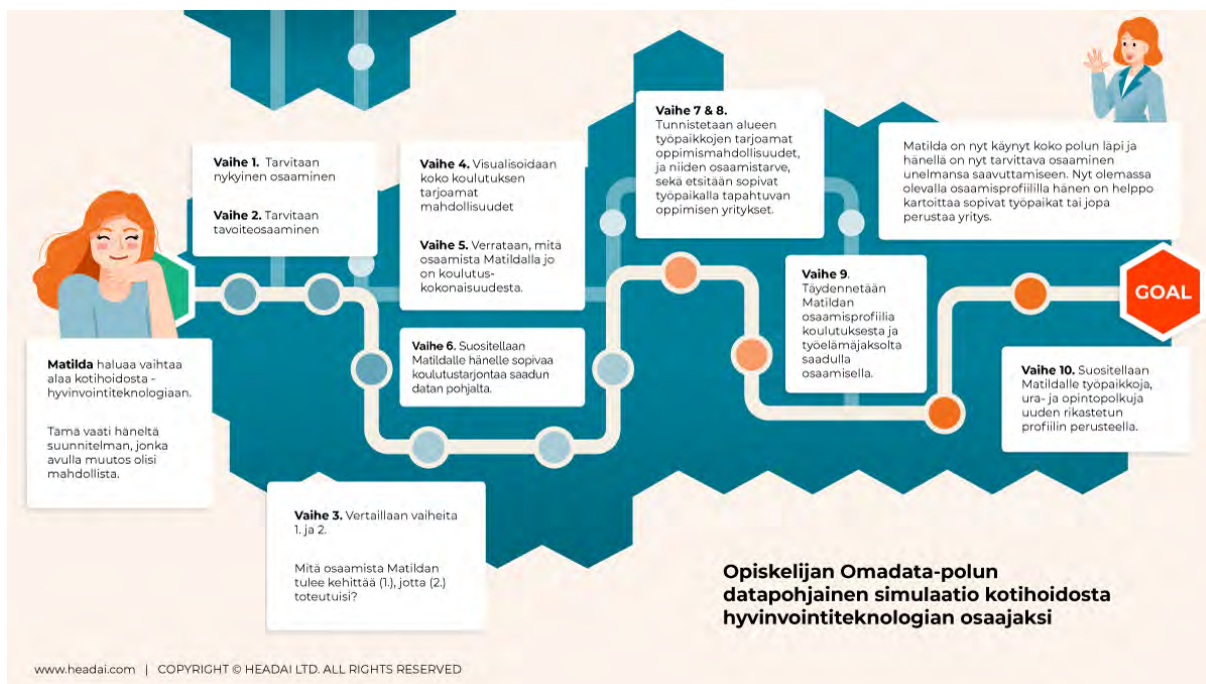 Matilda haluaa vaihtaa
alaa kotihoidosta -
hyvinvointiteknologiaan.
Tämä vaati häneltä
suunnitelman, jonka
avulla muutos olisi
mahdollista.
Vaihe 1. Tarvitaan
nykyinen osaaminen
Vaihe 2. Tarvitaan
tavoiteosaaminen
Vaihe 3. Vertaillaan vaiheita
1. ja 2.
Mitä osaamista Matildan
tulee kehittää (1.), jotta (2.)
toteutuisi?
Vaihe 4. Visualisoidaan
koko koulutuksen
tarjoamat
mahdollisuudet
Vaihe 5. Verrataan, mitä
osaamista Matildalla jo
on koulutus-
kokonaisuudesta.
Vaihe 6. Suositellaan
Matildalle hänelle sopivaa
koulutustarjontaa saadun
datan pohjalta.
Vaihe 7 & 8.
Tunnistetaan alueen
työpaikkojen tarjoamat
oppimismahdollisuudet,
ja niiden osaamistarve,
sekä etsitään sopivat
työpaikalla tapahtuvan
oppimisen yritykset.
Vaihe 9.
Täydennetään
Matildan
osaamisprofiilia
koulutuksesta ja
työelämäjaksolta
saadulla
osaamisella.
Matilda on nyt käynyt koko polun läpi ja
hänellä on nyt tarvittava osaaminen
unelmansa saavuttamiseen. Nyt olemassa
olevalla osaamisprofiililla hänen on helppo
kartoittaa sopivat työpaikat tai jopa
perustaa yritys.
GOAL
Vaihe 10. Suositellaan
Matildalle työpaikkoja,
ura- ja opintopolkuja
uuden rikastetun
profiilin perusteella.
Opiskelijan Omadata-polun
datapohjainen simulaatio kotihoidosta
hyvinvointiteknologian osaajaksi
www.headai.com | COPYRIGHT © HEADAI LTD. ALL RIGHTS RESERVED